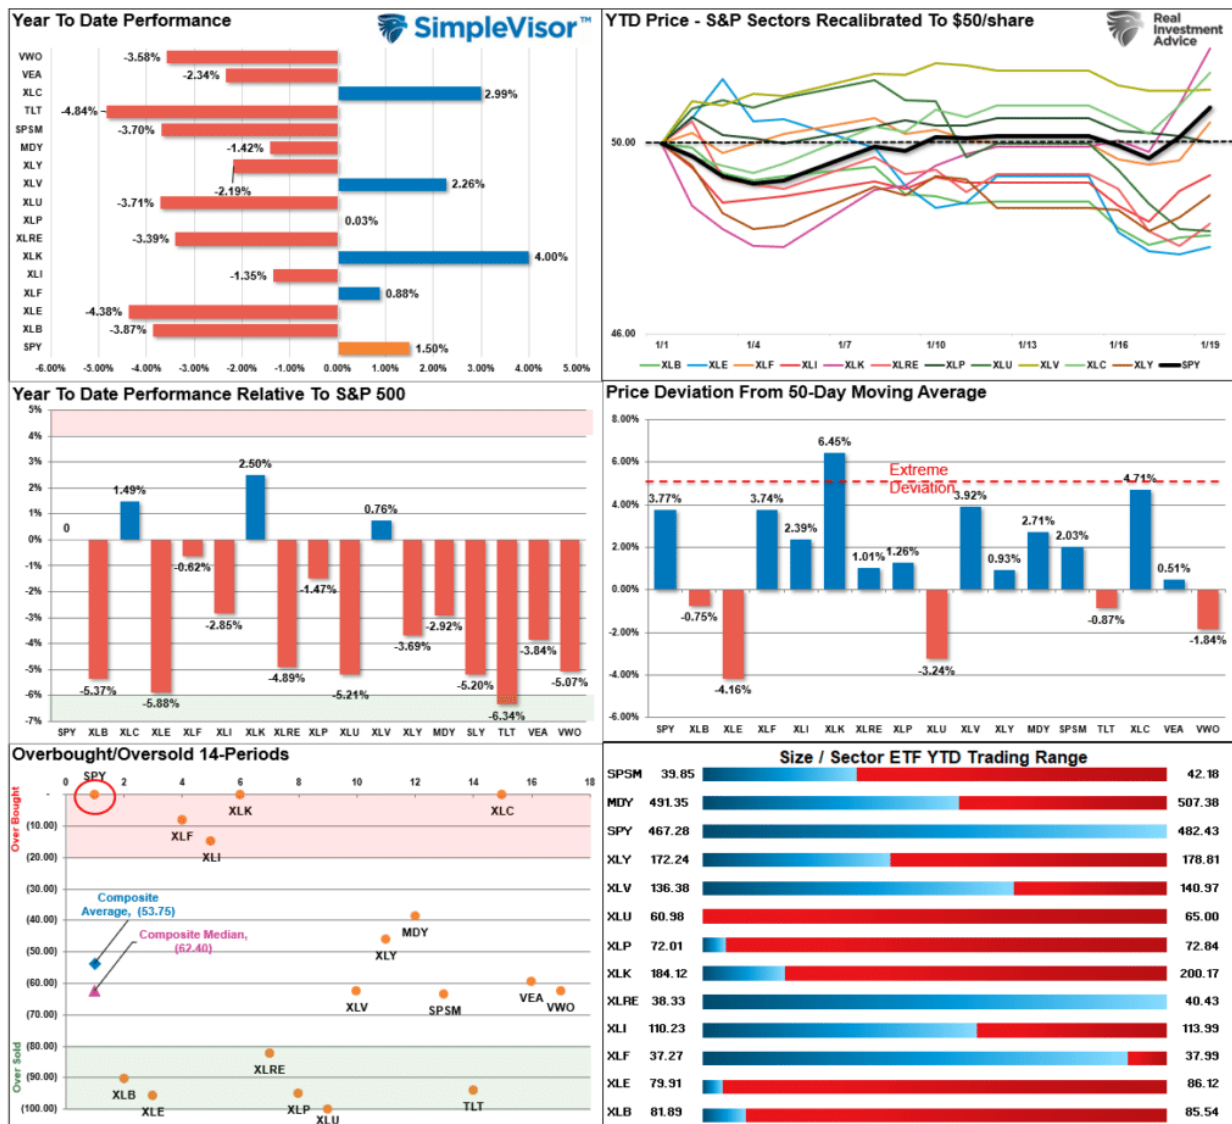 Year To Date Performance
SimpleVisor™
VWO
-3.58%
VEA
-2.34%
XLC
2.99%
TLT
-4.84%
SPSM
-3.70%
MDY
-1.42%
XLY
-2.19%
XLV
2.26%
XLU
-3.71%
XLP
0.03%
XLRE
-3.39%
XLK
4.00%
XLI
-1.35%
XLF
0.88%
XLE
-4.38%
XLB
-3.87%
SPY
1.50%
-6.00% -5.00% -4.00% -3.00% -2.00% -1.00% 0.00% 1.00% 2.00% 3.00% 4.00% 5.00%
YTD Price - S&P Sectors Recalibrated To $50/share
Real
Investment
Advice
50.00
46.00
1/1 1/4 1/7 1/10 1/13 1/16 1/19
XLB XLE XLF XLI XLK XLRE XLP XLU XLV XLC XLY SPY
Year To Date Performance Relative To S&P 500
5%
4%
3%
2%
1%
0%
-1%
-2%
-3%
-4%
-5%
-6%
-7%
0
-5.37%
1.49%
-5.88%
-0.62%
-2.85%
2.50%
-4.89%
-1.47%
-5.21%
0.76%
-3.69%
-2.92%
-5.20%
-6.34%
-3.84%
-5.07%
SPY XLB XLC XLE XLF XLI XLK XLRE XLP XLU XLV XLY MDY SLY TLT VEA VWO
Price Deviation From 50-Day Moving Average
8.00%
6.00%
4.00%
2.00%
0.00%
-2.00%
-4.00%
-6.00%
Extreme
Deviation
3.77%
-0.75%
-4.16%
3.74%
2.39%
6.45%
1.01%
1.26%
-3.24%
3.92%
0.93%
2.71%
2.03%
-0.87%
4.71%
0.51%
-1.84%
SPY XLB XLE XLF XLI XLK XLRE XLP XLU XLV XLY MDY SPSM TLT XLC VEA VWO
Overbought/Oversold 14-Periods
0 2 4 6 8 10 12 14 16 18
-
(10.00)
(20.00)
(30.00)
(40.00)
(50.00)
(60.00)
(70.00)
(80.00)
(90.00)
(100.00)
Over Bought
Over Sold
SPY
XLK
XLC
XLF
XLI
Composite
Average, (53.75)
Composite Median,
(62.40)
MDY
XLY
XLV
SPSM
VEA
VWO
XLRE
XLB
XLE
XLP
XLU
TLT
Size / Sector ETF YTD Trading Range
SPSM 39.85 42.18
MDY 491.35 507.38
SPY 467.28 482.43
XLY 172.24 178.81
XLV 136.38 140.97
XLU 60.98 65.00
XLP 72.01 72.84
XLK 184.12 200.17
XLRE 38.33 40.43
XLI 110.23 113.99
XLF 37.27 37.99
XLE 79.91 86.12
XLB 81.89 85.54